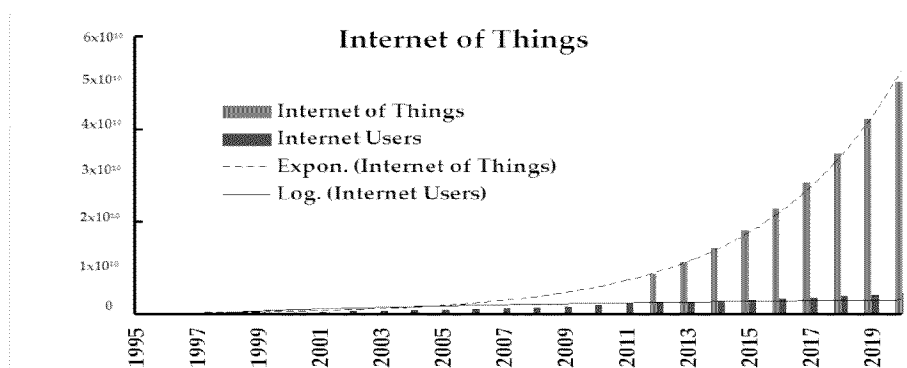 Internet of Things
6x10¹⁰
5x10¹⁰
4x10¹⁰
3x10¹⁰
2x10¹⁰
1x10¹⁰
0
Internet of Things
Internet Users
Expon. (Internet of Things)
Log. (Internet Users)
1995
1997
1999
2001
2003
2005
2007
2009
2011
2013
2015
2017
2019